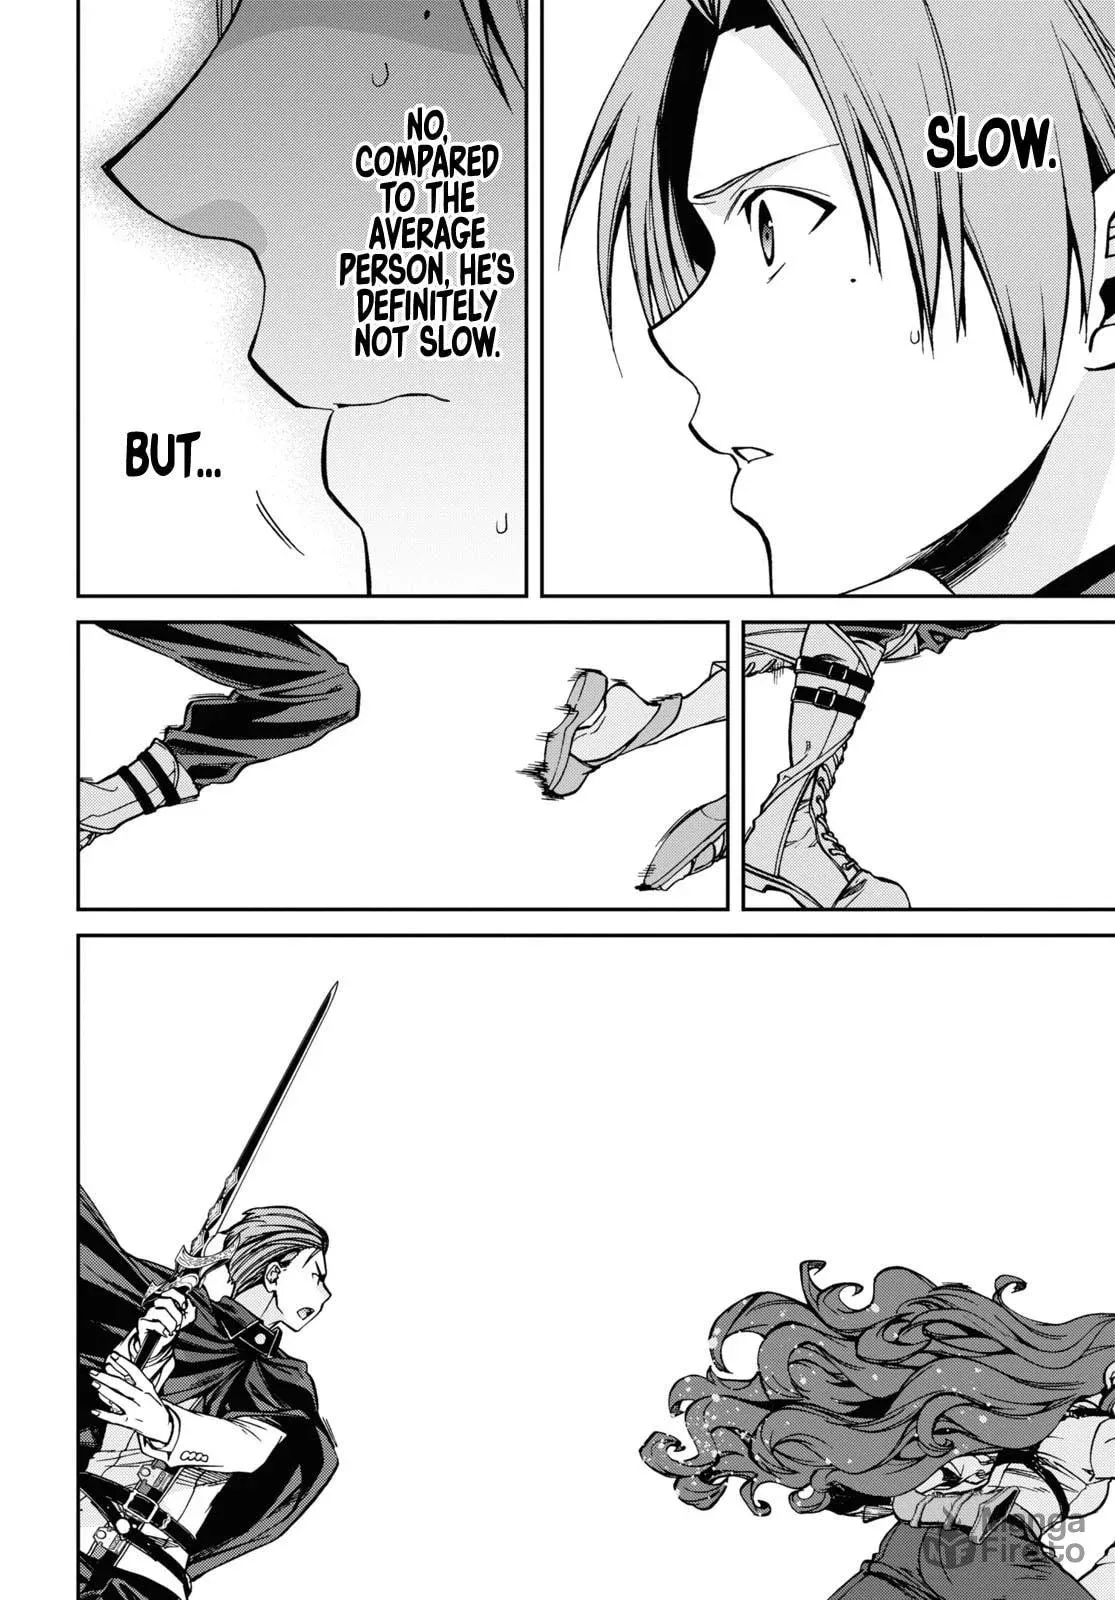 SLOW.
NO,
COMPARED
TO THE
AVERAGE
PERSON, HE'S
DEFINITELY
NOT SLOW.
BUT...
Manga
Fire.to